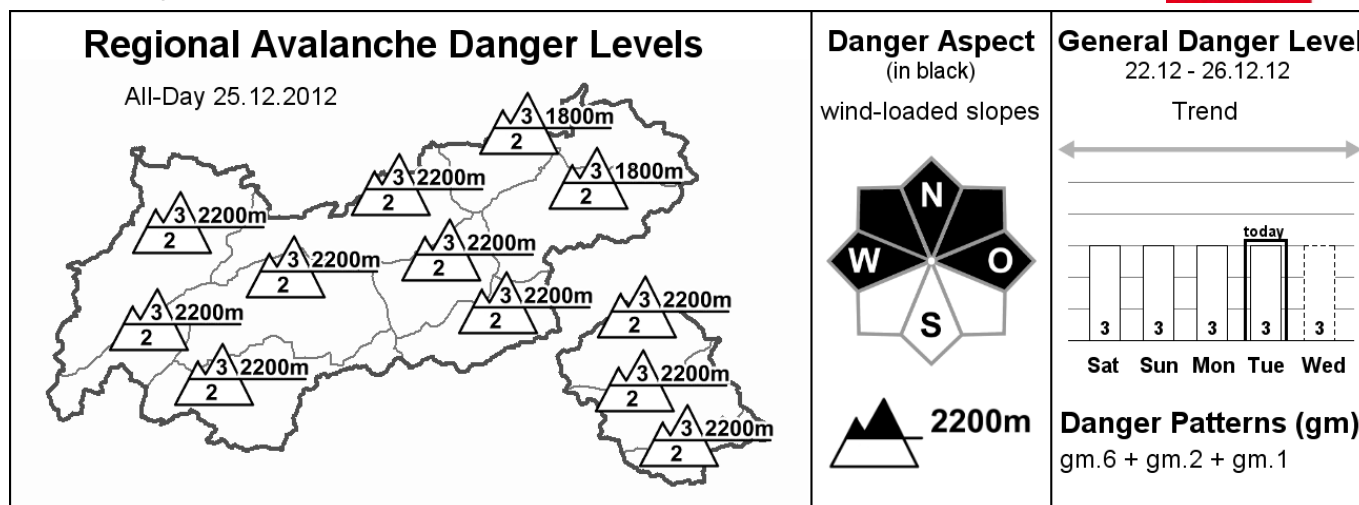 Regional Avalanche Danger Levels
All-Day 25.12.2012
3 1800m
2
3 1800m
2
3 2200m
2
3 2200m
2
3 2200m
2
3 2200m
2
3 2200m
2
3 2200m
2
3 2200m
2
3 2200m
2
3 2200m
2
3 2200m
2
Danger Aspect
(in black)
wind-loaded slopes
N
W
O
S
2200m
General Danger Level
22.12 - 26.12.12
Trend
today
3 3 3 3 3
Sat Sun Mon Tue Wed
Danger Patterns (gm)
gm.6 + gm.2 + gm.1